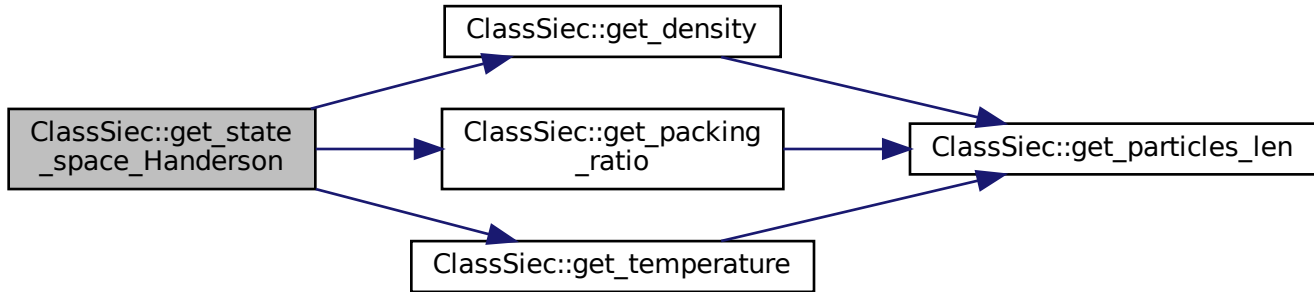 ClassSiec::get_state
_space_Handerson
ClassSiec::get_density
ClassSiec::get_packing
_ratio
ClassSiec::get_temperature
ClassSiec::get_particles_len